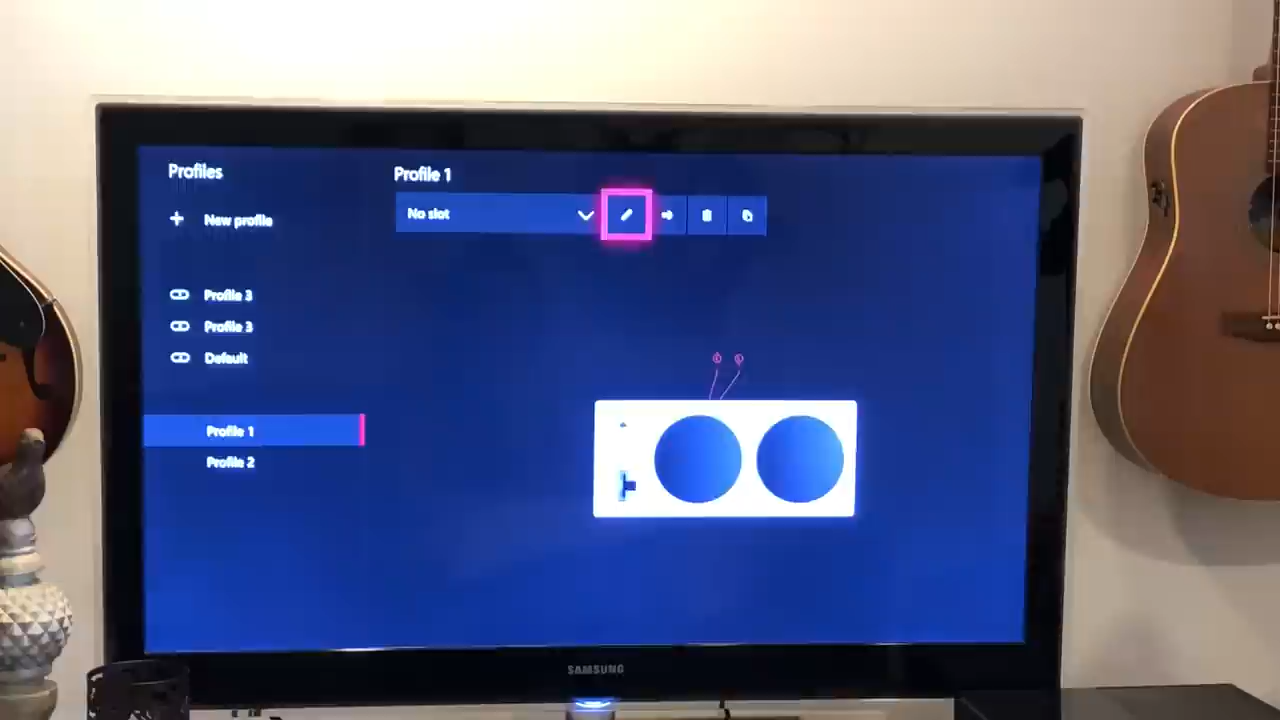 Profiles
New profile
Profile 3
Profile 3
Default
Profile 1
Profile 2
Profile 1
No slot
SAMSUNG